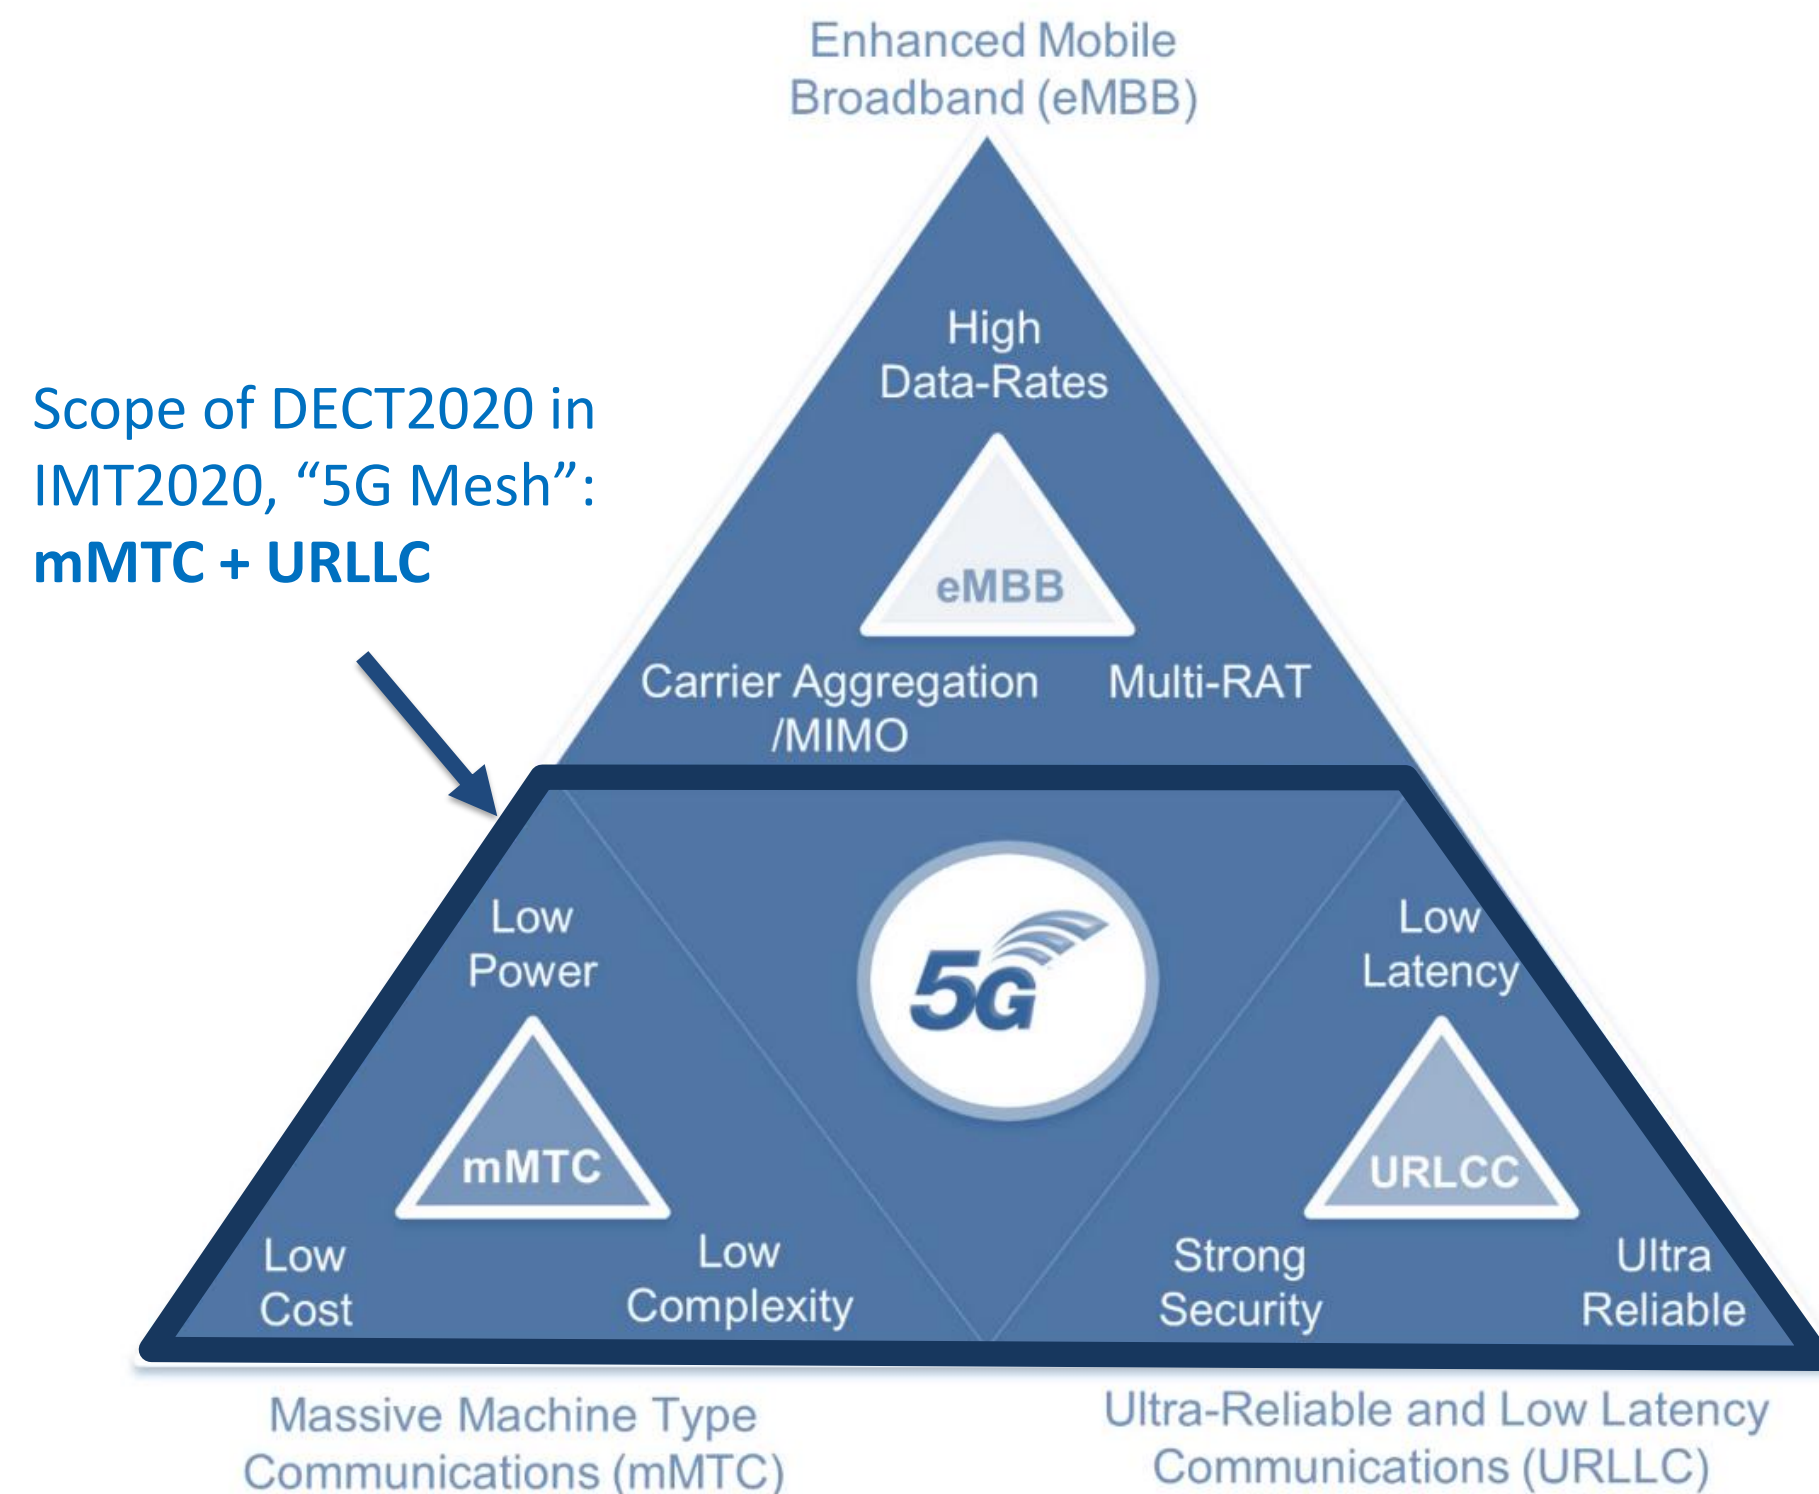 Enhanced Mobile
Broadband (eMBB)
High
Data-Rates
Scope of DECT2020 in
IMT2020, “5G Mesh”:
mMTC + URLLC
eMBB
Carrier Aggregation
/MIMO
Multi-RAT
Low
Power
5G
Low
Latency
mMTC
URLCC
Low
Cost
Low
Complexity
Strong
Security
Ultra
Reliable
Massive Machine Type
Communications (mMTC)
Ultra-Reliable and Low Latency
Communications (URLLC)